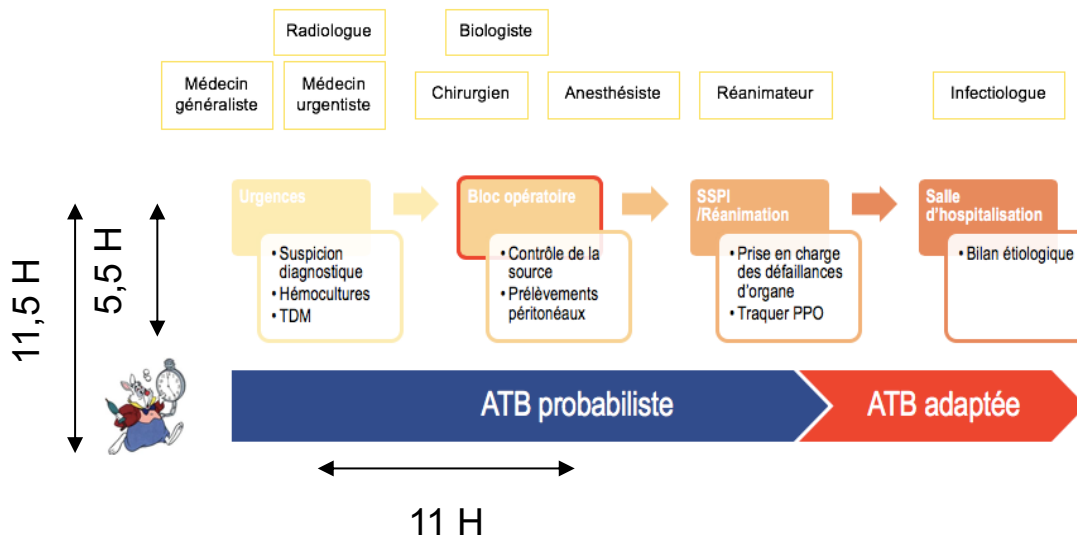 Radiologue
Biologiste
Médecin
généraliste
Médecin
urgentiste
Chirurgien
Anesthésiste
Réanimateur
Infectiologue
Urgences
• Suspicion
diagnostique
• Hémocultures
• TDM
Bloc opératoire
• Contrôle de la
source
• Prélèvements
péritonéaux
SSPI
/Réanimation
• Prise en charge
des défaillances
d'organe
• Traquer PPO
Salle
d'hospitalisation
• Bilan étiologique
11,5 H
5,5 H
ATB probabiliste
ATB adaptée
11 H